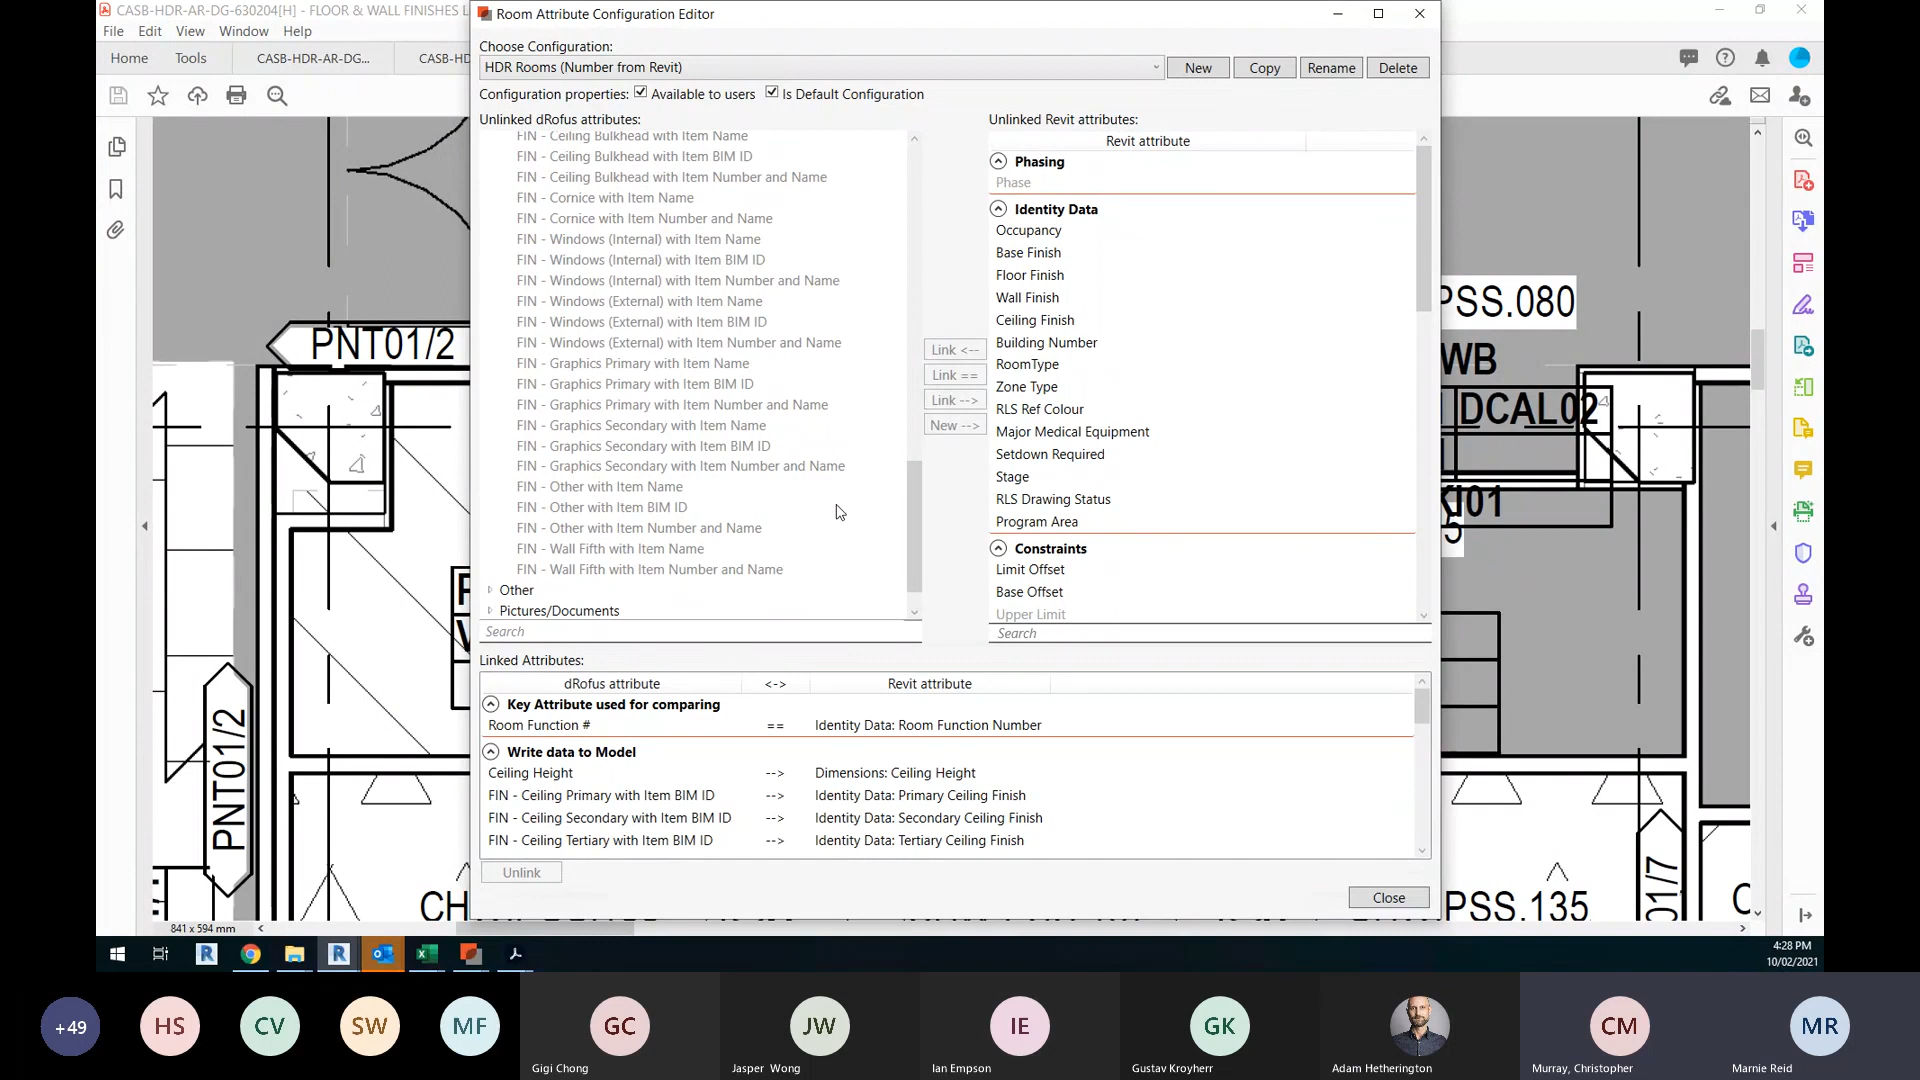 CASB-HDR-AR-DG-630204[H] - FLOOR & WALL FINISHES L
File Edit View Window Help
Home Tools CASB-HDR-AR-DG... CASB-HD
Room Attribute Configuration Editor
Choose Configuration:
HDR Rooms (Number from Revit)
New Copy Rename Delete
Configuration properties: Available to users Is Default Configuration
Unlinked dRofus attributes:
FIN - Ceiling Bulkhead with Item Name
FIN - Ceiling Bulkhead with Item BIM ID
FIN - Ceiling Bulkhead with Item Number and Name
FIN - Cornice with Item Name
FIN - Cornice with Item Number and Name
FIN - Windows (Internal) with Item Name
FIN - Windows (Internal) with Item BIM ID
FIN - Windows (Internal) with Item Number and Name
FIN - Windows (External) with Item Name
FIN - Windows (External) with Item BIM ID
FIN - Windows (External) with Item Number and Name
FIN - Graphics Primary with Item Name
FIN - Graphics Primary with Item BIM ID
FIN - Graphics Primary with Item Number and Name
FIN - Graphics Secondary with Item Name
FIN - Graphics Secondary with Item BIM ID
FIN - Graphics Secondary with Item Number and Name
FIN - Other with Item Name
FIN - Other with Item BIM ID
FIN - Other with Item Number and Name
FIN - Wall Fifth with Item Name
FIN - Wall Fifth with Item Number and Name
Other
Pictures/Documents
Search
Link <--
Link ==
Link -->
New -->
Unlinked Revit attributes:
Revit attribute
Phasing
Phase
Identity Data
Occupancy
Base Finish
Floor Finish
Wall Finish
Ceiling Finish
Building Number
RoomType
Zone Type
RLS Ref Colour
Major Medical Equipment
Setdown Required
Stage
RLS Drawing Status
Program Area
Constraints
Limit Offset
Base Offset
Upper Limit
Search
Linked Attributes:
dRofus attribute <-> Revit attribute
Key Attribute used for comparing
Room Function # == Identity Data: Room Function Number
Write data to Model
Ceiling Height --> Dimensions: Ceiling Height
FIN - Ceiling Primary with Item BIM ID --> Identity Data: Primary Ceiling Finish
FIN - Ceiling Secondary with Item BIM ID --> Identity Data: Secondary Ceiling Finish
FIN - Ceiling Tertiary with Item BIM ID --> Identity Data: Tertiary Ceiling Finish
Unlink
Close
PNT01/2
PNT01/2
PSS.080
WB
DCAL02
KI01
5
PSS.135
01/7
841 x 594 mm
4:28 PM
10/02/2021
+49 HS CV SW MF GC JW IE GK CM MR
Gigi Chong Jasper Wong Ian Empson Gustav Kroyherr Adam Hetherington Murray, Christopher Marnie Reid